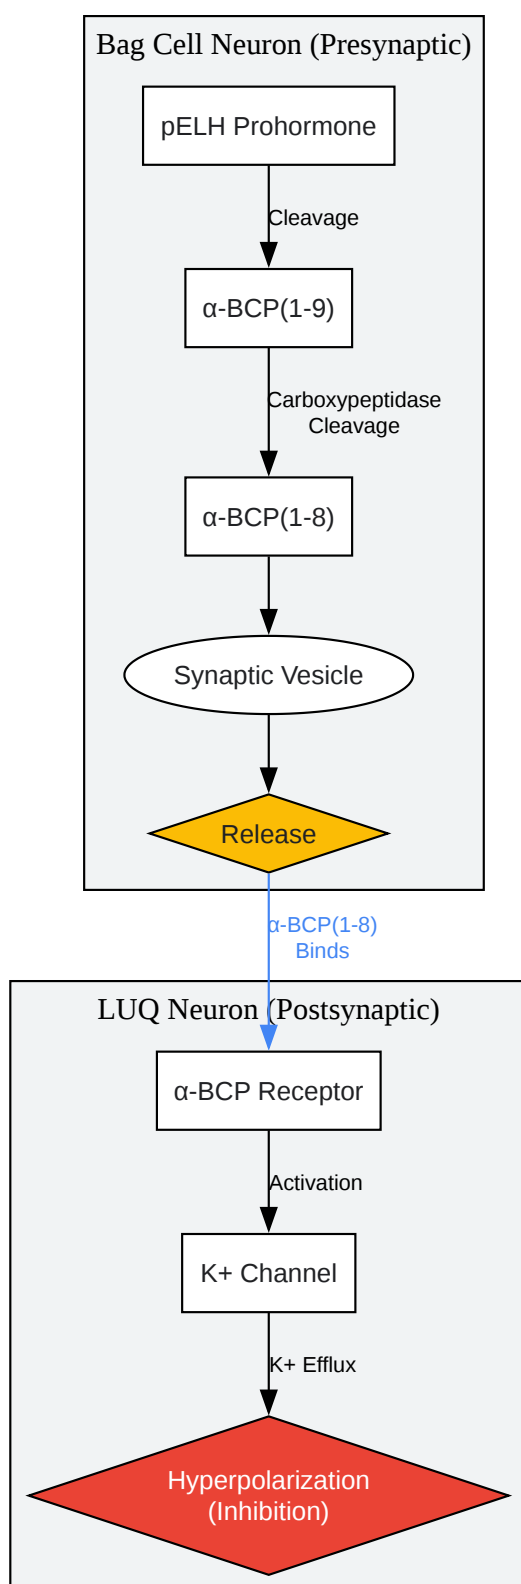 Bag Cell Neuron (Presynaptic)
pELH Prohormone
Cleavage
α-BCP(1-9)
Carboxypeptidase
Cleavage
α-BCP(1-8)
Synaptic Vesicle
Release
α-BCP(1-8)
Binds
LUQ Neuron (Postsynaptic)
α-BCP Receptor
Activation
K+ Channel
K+ Efflux
Hyperpolarization
(Inhibition)